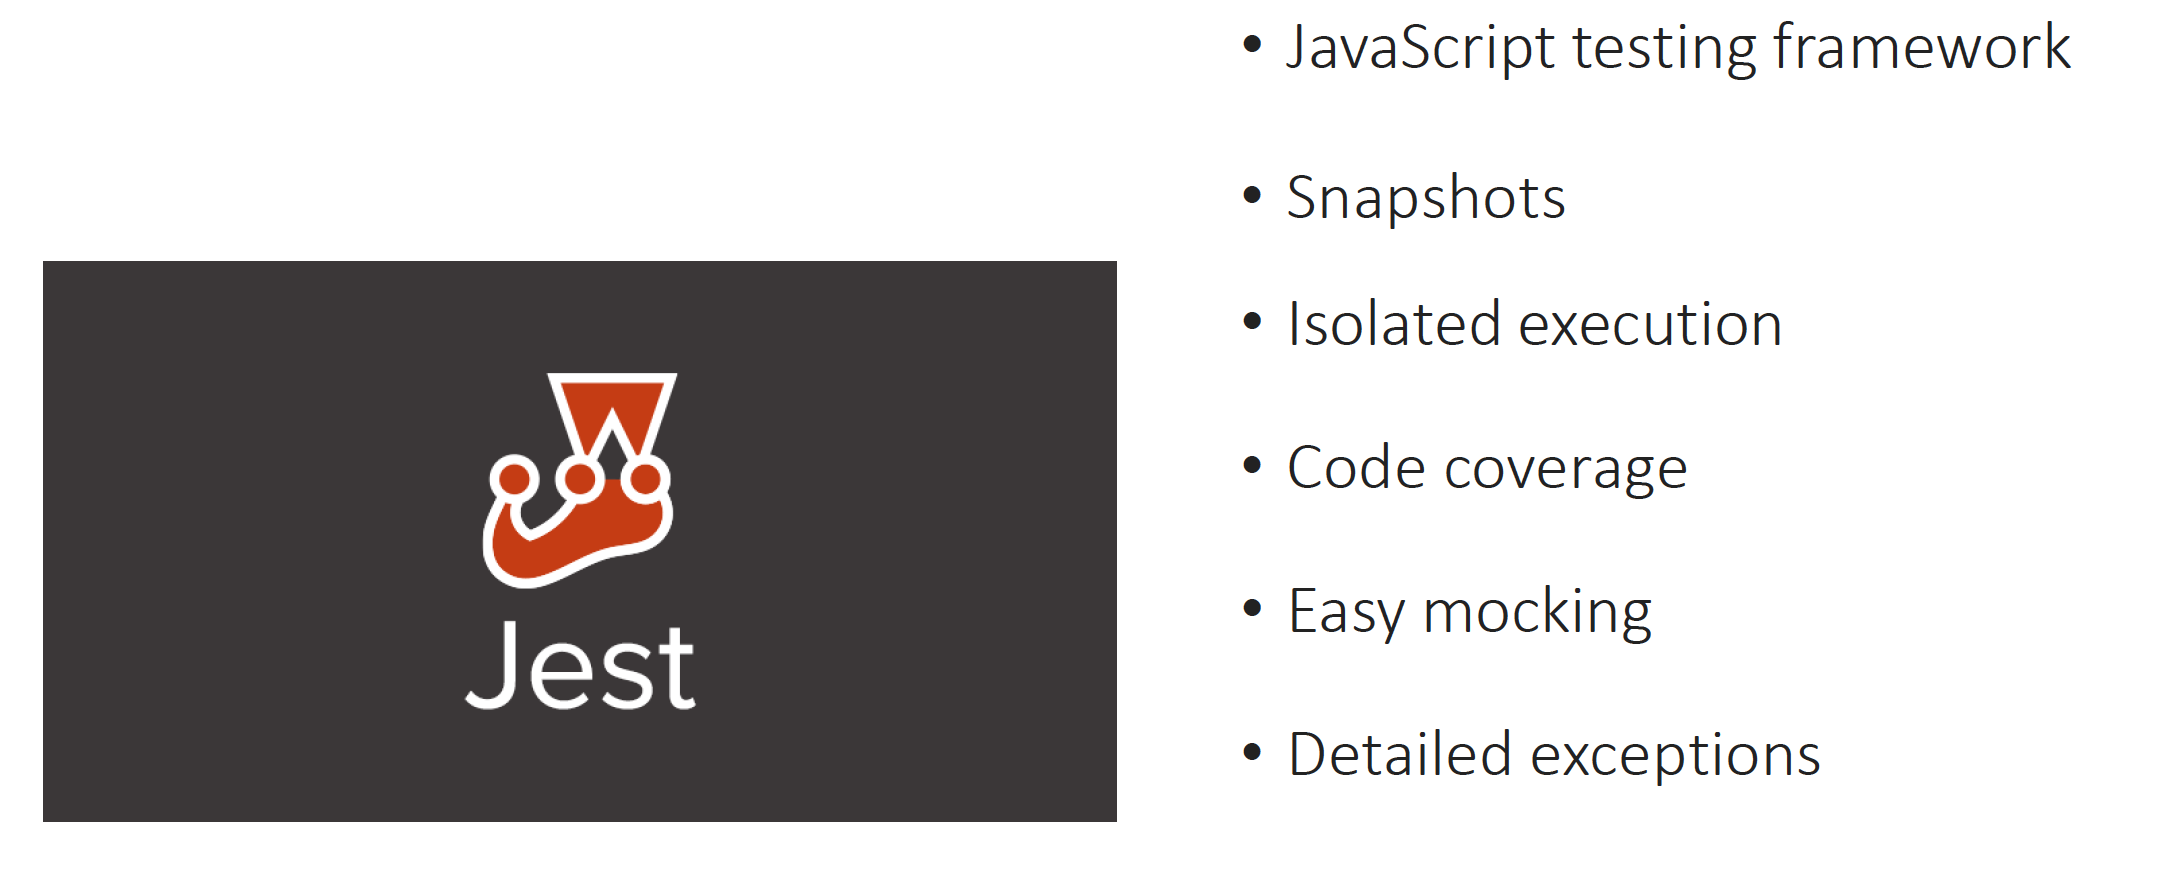 • JavaScript testing framework
• Snapshots
• Isolated execution
• Code coverage
• Easy mocking
• Detailed exceptions
Jest